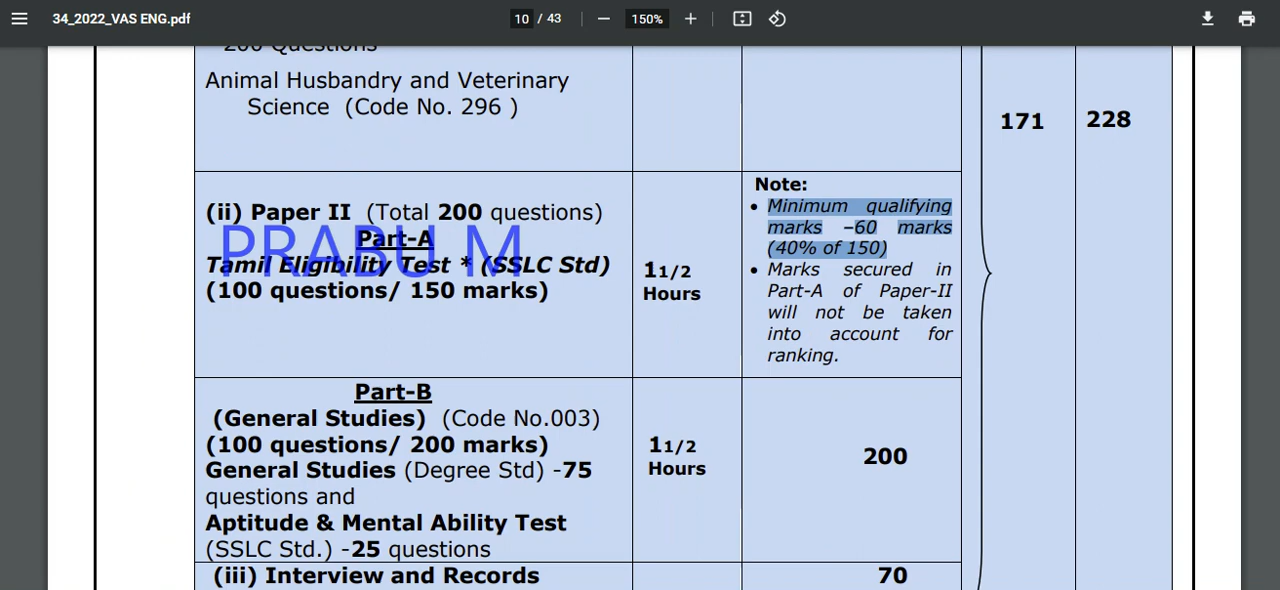 34_2022_VAS ENG.pdf
10 / 43
150%
200 Questions
Animal Husbandry and Veterinary
Science (Code No. 296 )
171
228
(ii) Paper II (Total 200 questions)
Part-A
Tamil Eligibility Test * (SSLC Std)
(100 questions/ 150 marks)
PRABU M
11/2
Hours
Note:
• Minimum qualifying
marks –60 marks
(40% of 150)
• Marks secured in
Part-A of Paper-II
will not be taken
into account for
ranking.
Part-B
(General Studies) (Code No.003)
(100 questions/ 200 marks)
General Studies (Degree Std) -75
questions and
Aptitude & Mental Ability Test
(SSLC Std.) -25 questions
11/2
Hours
200
(iii) Interview and Records
70